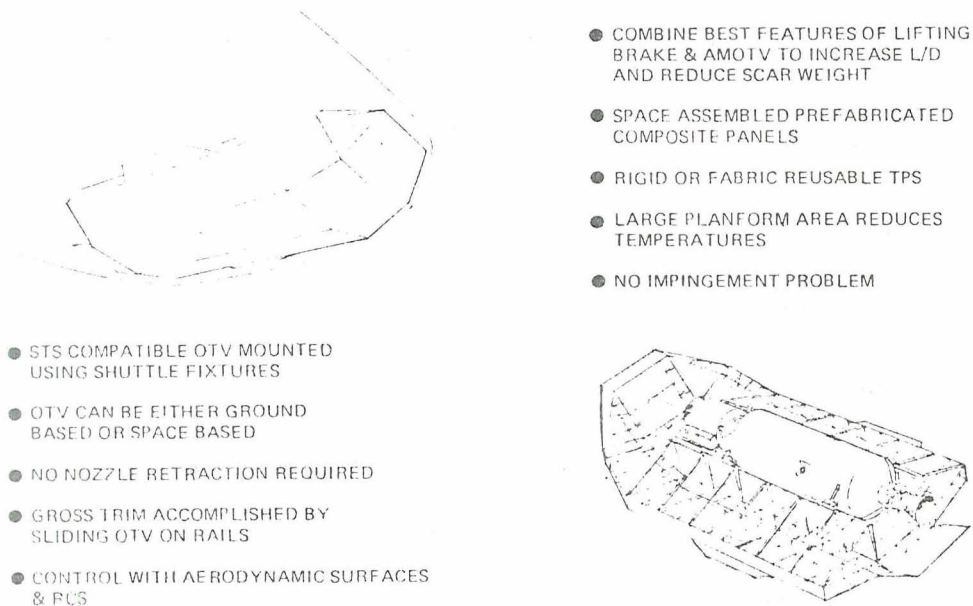 ● COMBINE BEST FEATURES OF LIFTING
BRAKE & AMOTV TO INCREASE L/D
AND REDUCE SCAR WEIGHT
● SPACE ASSEMBLED PREFABRICATED
COMPOSITE PANELS
● RIGID OR FABRIC REUSABLE TPS
● LARGE PLANFORM AREA REDUCES
TEMPERATURES
● NO IMPINGEMENT PROBLEM
● STS COMPATIBLE OTV MOUNTED
USING SHUTTLE FIXTURES
● OTV CAN BE EITHER GROUND
BASED OR SPACE BASED
● NO NOZZLE RETRACTION REQUIRED
● GROSS TRIM ACCOMPLISHED BY
SLIDING OTV ON RAILS
● CONTROL WITH AERODYNAMIC SURFACES
& RCS